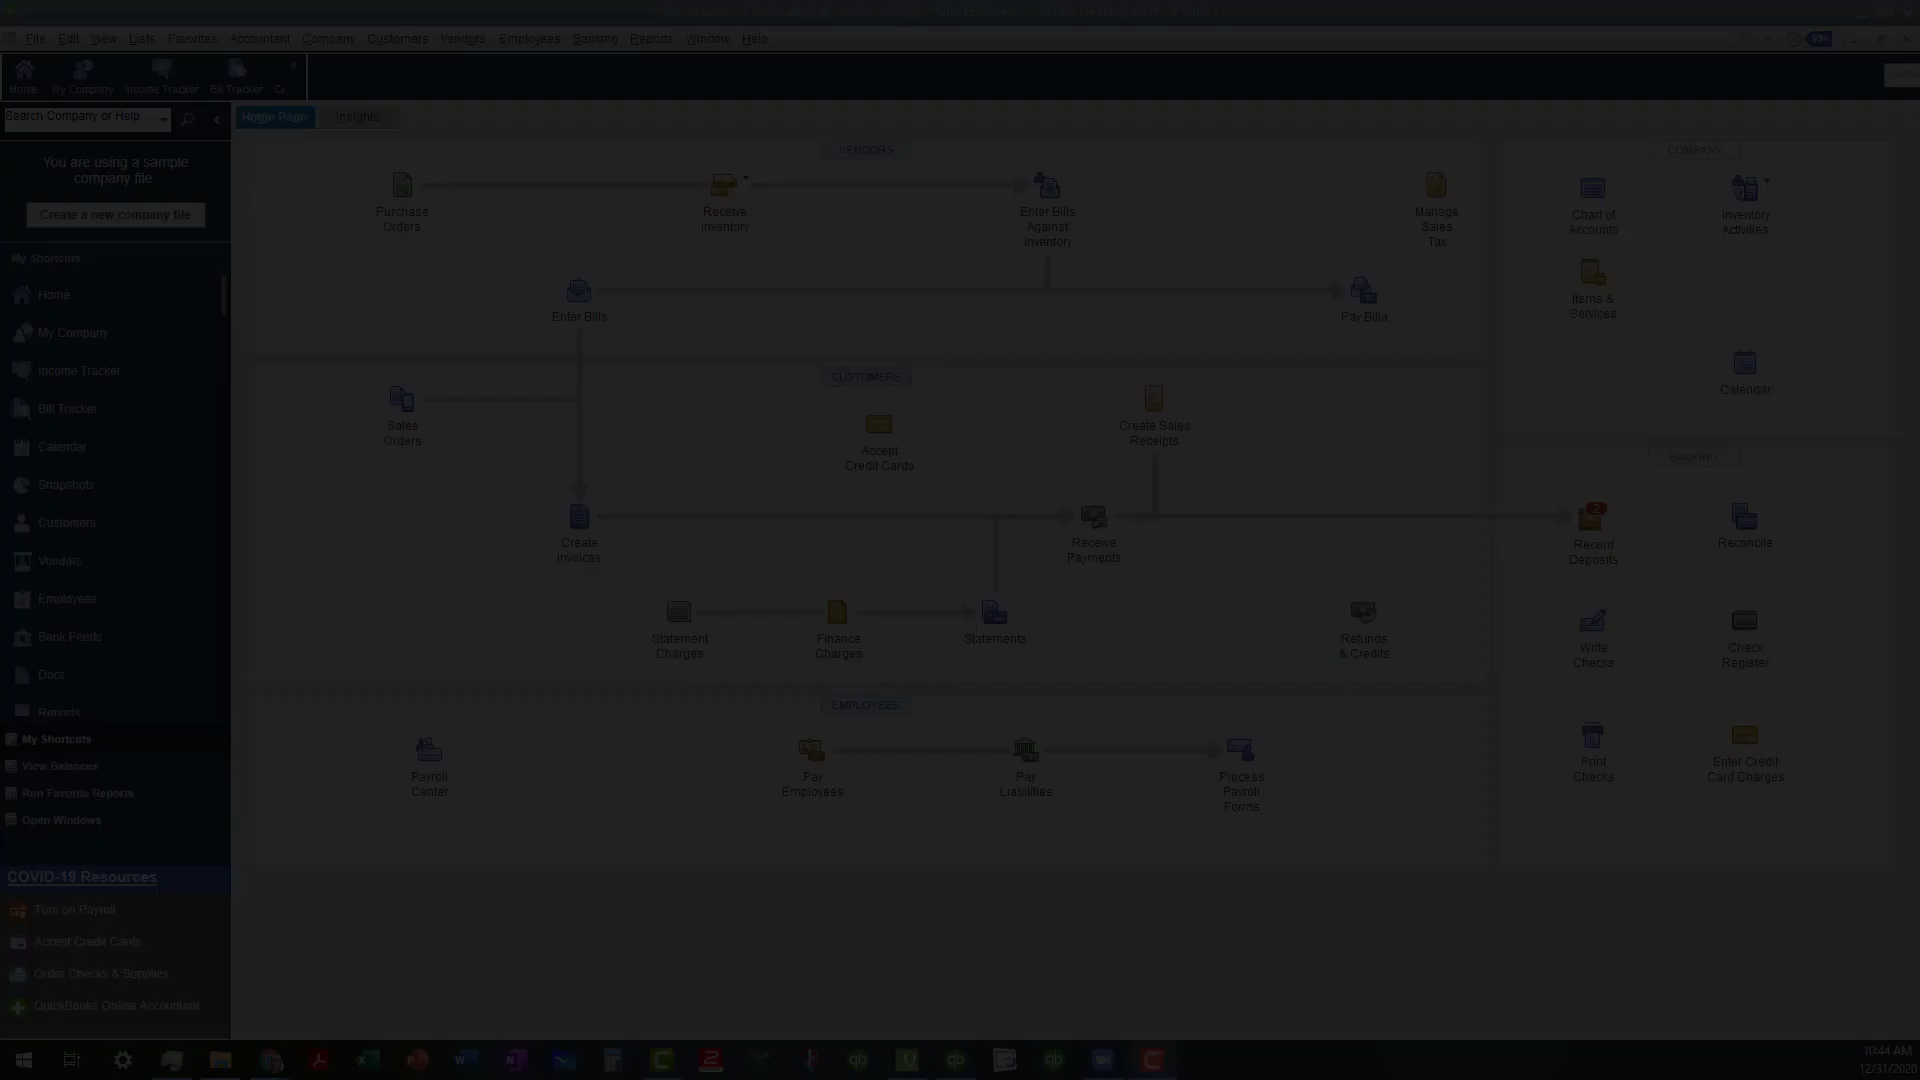 File Edit View Lists Favorites Accountant Company Customers Vendors Employees Banking Reports Window Help
99+
Home My Company Income Tracker Bill Tracker
Search Company or Help
Home Page Insights
You are using a sample
company file
Create a new company file
My Shortcuts
Home
My Company
Income Tracker
Bill Tracker
Calendar
Snapshots
Customers
Vendors
Employees
Bank Feeds
Docs
Reports
My Shortcuts
View Balances
Run Favorite Reports
Open Windows
COVID-19 Resources
Turn on Payroll
Accept Credit Cards
Order Checks & Supplies
QuickBooks Online Accountant
VENDORS
Purchase
Orders
Receive
Inventory
Enter Bills
Against
Inventory
Manage
Sales
Tax
Enter Bills
Pay Bills
CUSTOMERS
Sales
Orders
Accept
Credit Cards
Create Sales
Receipts
Create
Invoices
Receive
Payments
Statement
Charges
Finance
Charges
Statements
Refunds
& Credits
EMPLOYEES
Payroll
Center
Pay
Employees
Pay
Liabilities
Process
Payroll
Forms
COMPANY
Chart of
Accounts
Inventory
Activities
Items &
Services
Calendar
BANKING
2
Record
Deposits
Reconcile
Write
Checks
Check
Register
Print
Checks
Enter Credit
Card Charges
10:44 AM
12/31/2020